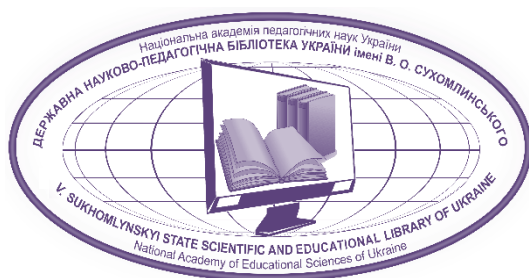 Національна академія педагогічних наук України
ДЕРЖАВНА НАУКОВО-ПЕДАГОГІЧНА БІБЛІОТЕКА УКРАЇНИ імені В. О. СУХОМЛИНСЬКОГО
V. SUKHOMLYNSKYI STATE SCIENTIFIC AND EDUCATIONAL LIBRARY OF UKRAINE
National Academy of Educational Sciences of Ukraine